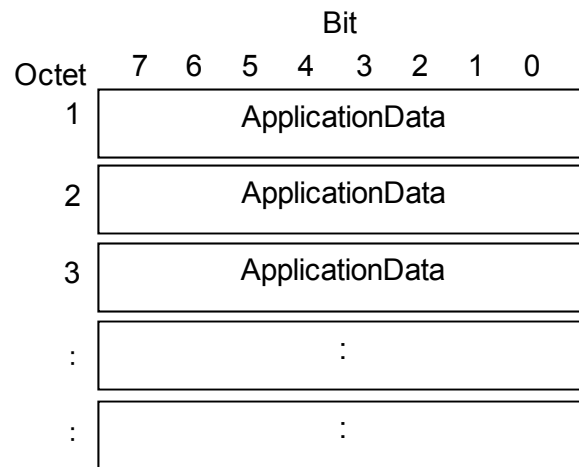 Bit
Octet 7 6 5 4 3 2 1 0
1 ApplicationData
2 ApplicationData
3 ApplicationData
: :
: :